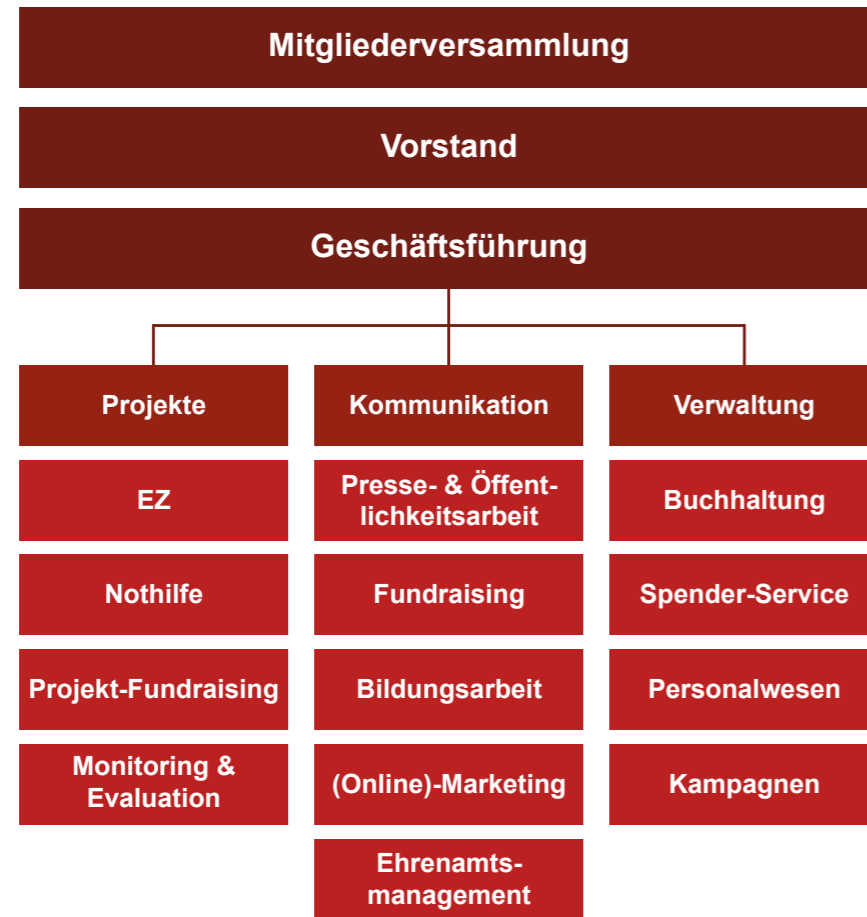 Mitgliederversammlung
Vorstand
Geschäftsführung
Projekte
EZ
Nothilfe
Projekt-Fundraising
Monitoring &
Evaluation
Kommunikation
Presse- & Öffent-
lichkeitsarbeit
Fundraising
Bildungsarbeit
(Online)-Marketing
Ehrenamts-
management
Verwaltung
Buchhaltung
Spender-Service
Personalwesen
Kampagnen